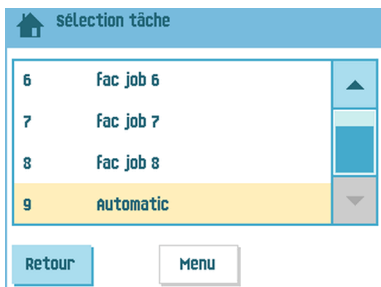 Sélection tâche
6 Fac job 6
7 Fac job 7
8 Fac job 8
9 Automatic
Retour Menu